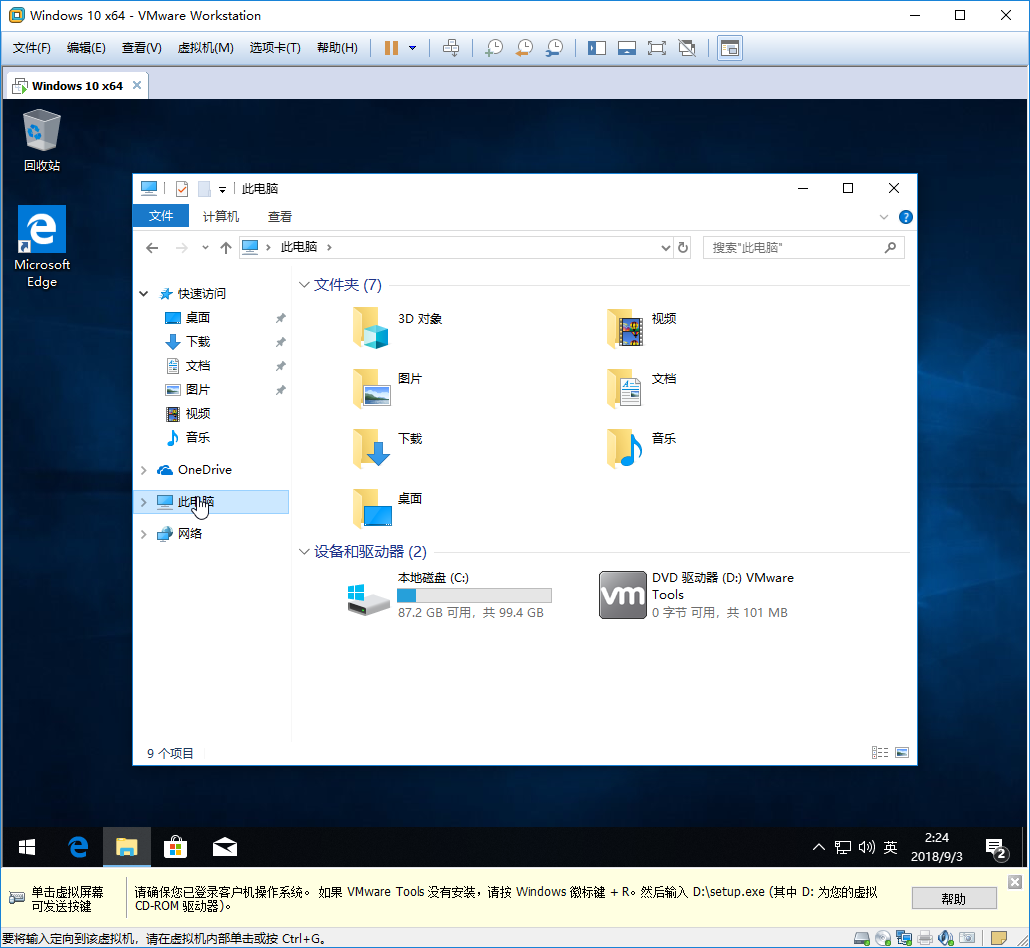 Windows 10 x64 - VMware Workstation
文件(F) 编辑(E) 查看(V) 虚拟机(M) 选项卡(T) 帮助(H)
Windows 10 x64
回收站
Microsoft
Edge
此电脑
文件 计算机 查看
此电脑
搜索"此电脑"
快速访问
桌面
下载
文档
图片
视频
音乐
OneDrive
此电脑
网络
文件夹 (7)
3D 对象
视频
图片
文档
下载
音乐
桌面
设备和驱动器 (2)
本地磁盘 (C:)
87.2 GB 可用，共 99.4 GB
vm
DVD 驱动器 (D:) VMware
Tools
0 字节 可用，共 101 MB
9 个项目
英
2:24
2018/9/3
2
单击虚拟屏幕
可发送按键
请确保您已登录客户机操作系统。如果 VMware Tools 没有安装，请按 Windows 徽标键 + R。然后输入 D:\setup.exe (其中 D: 为您的虚拟
CD-ROM 驱动器)。
帮助
要将输入定向到该虚拟机，请在虚拟机内部单击或按 Ctrl+G。